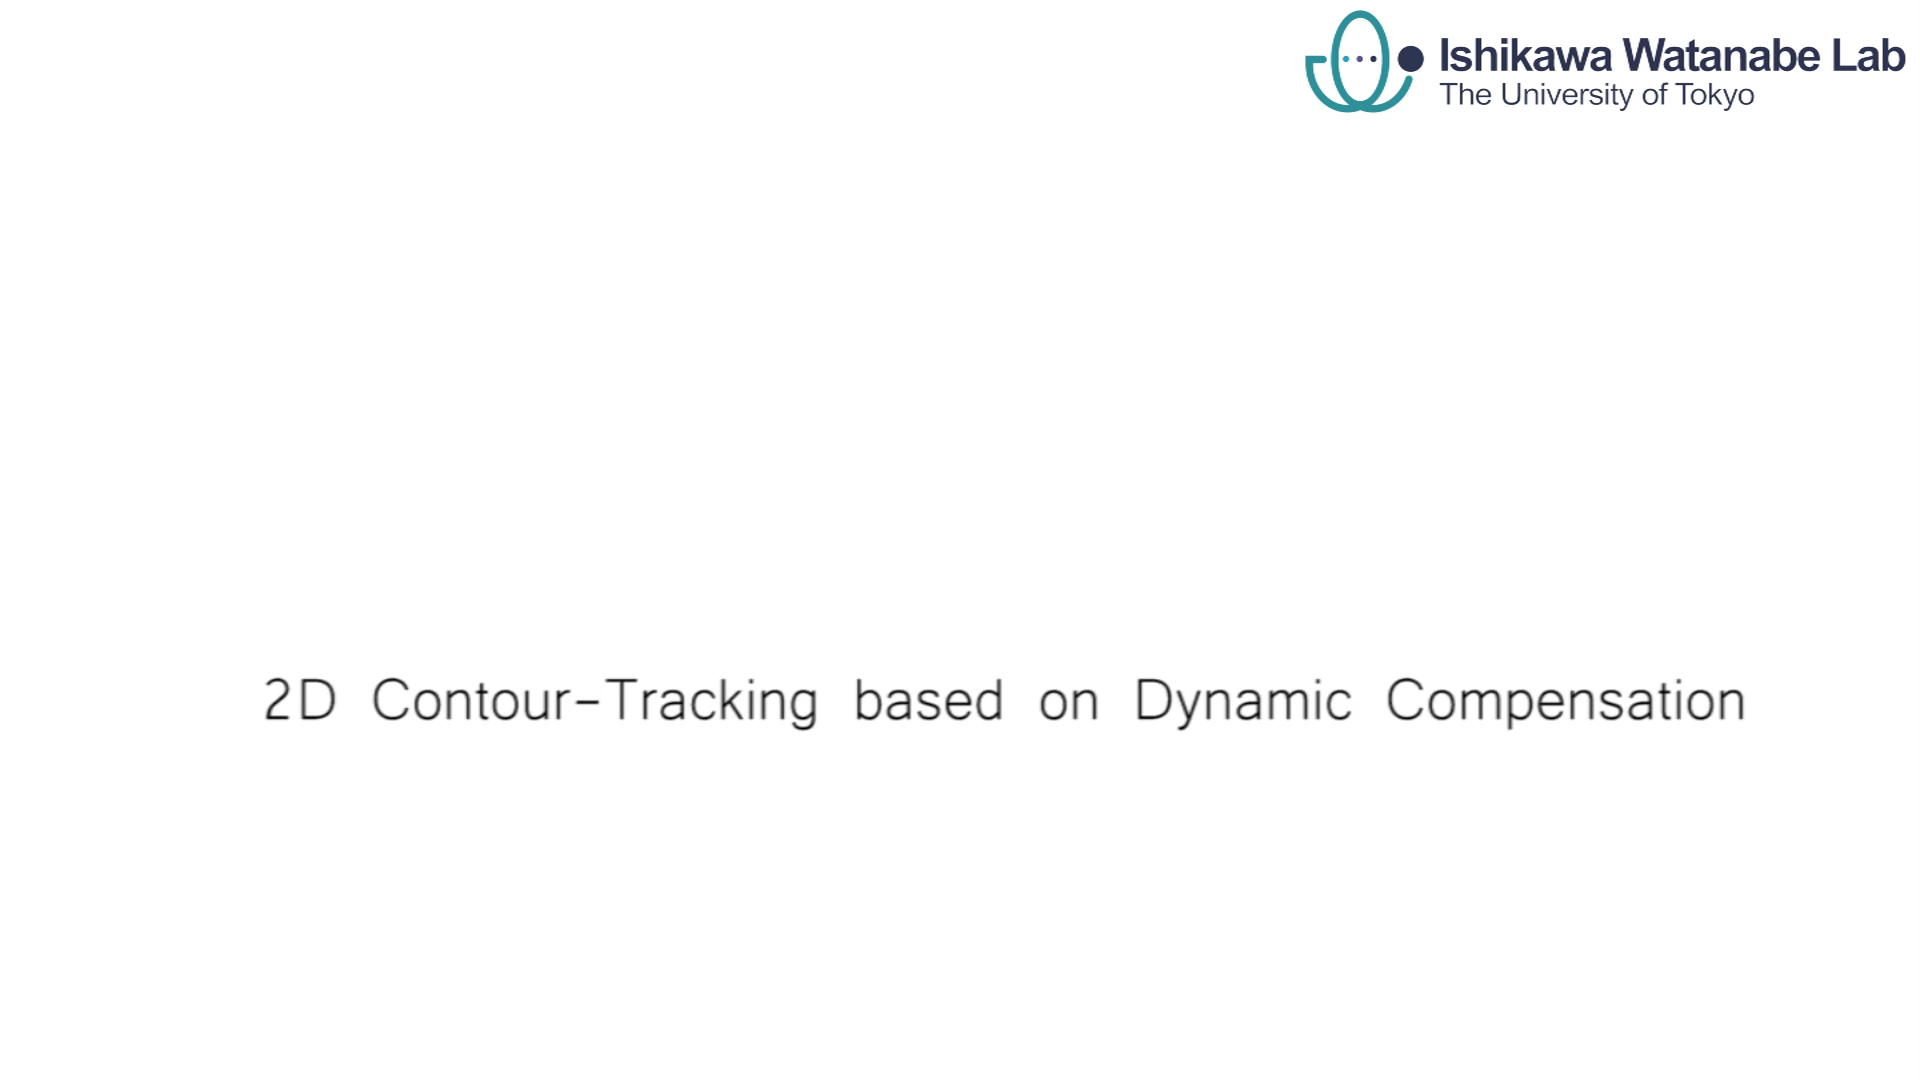 Ishikawa Watanabe Lab
The University of Tokyo
2D Contour-Tracking based on Dynamic Compensation